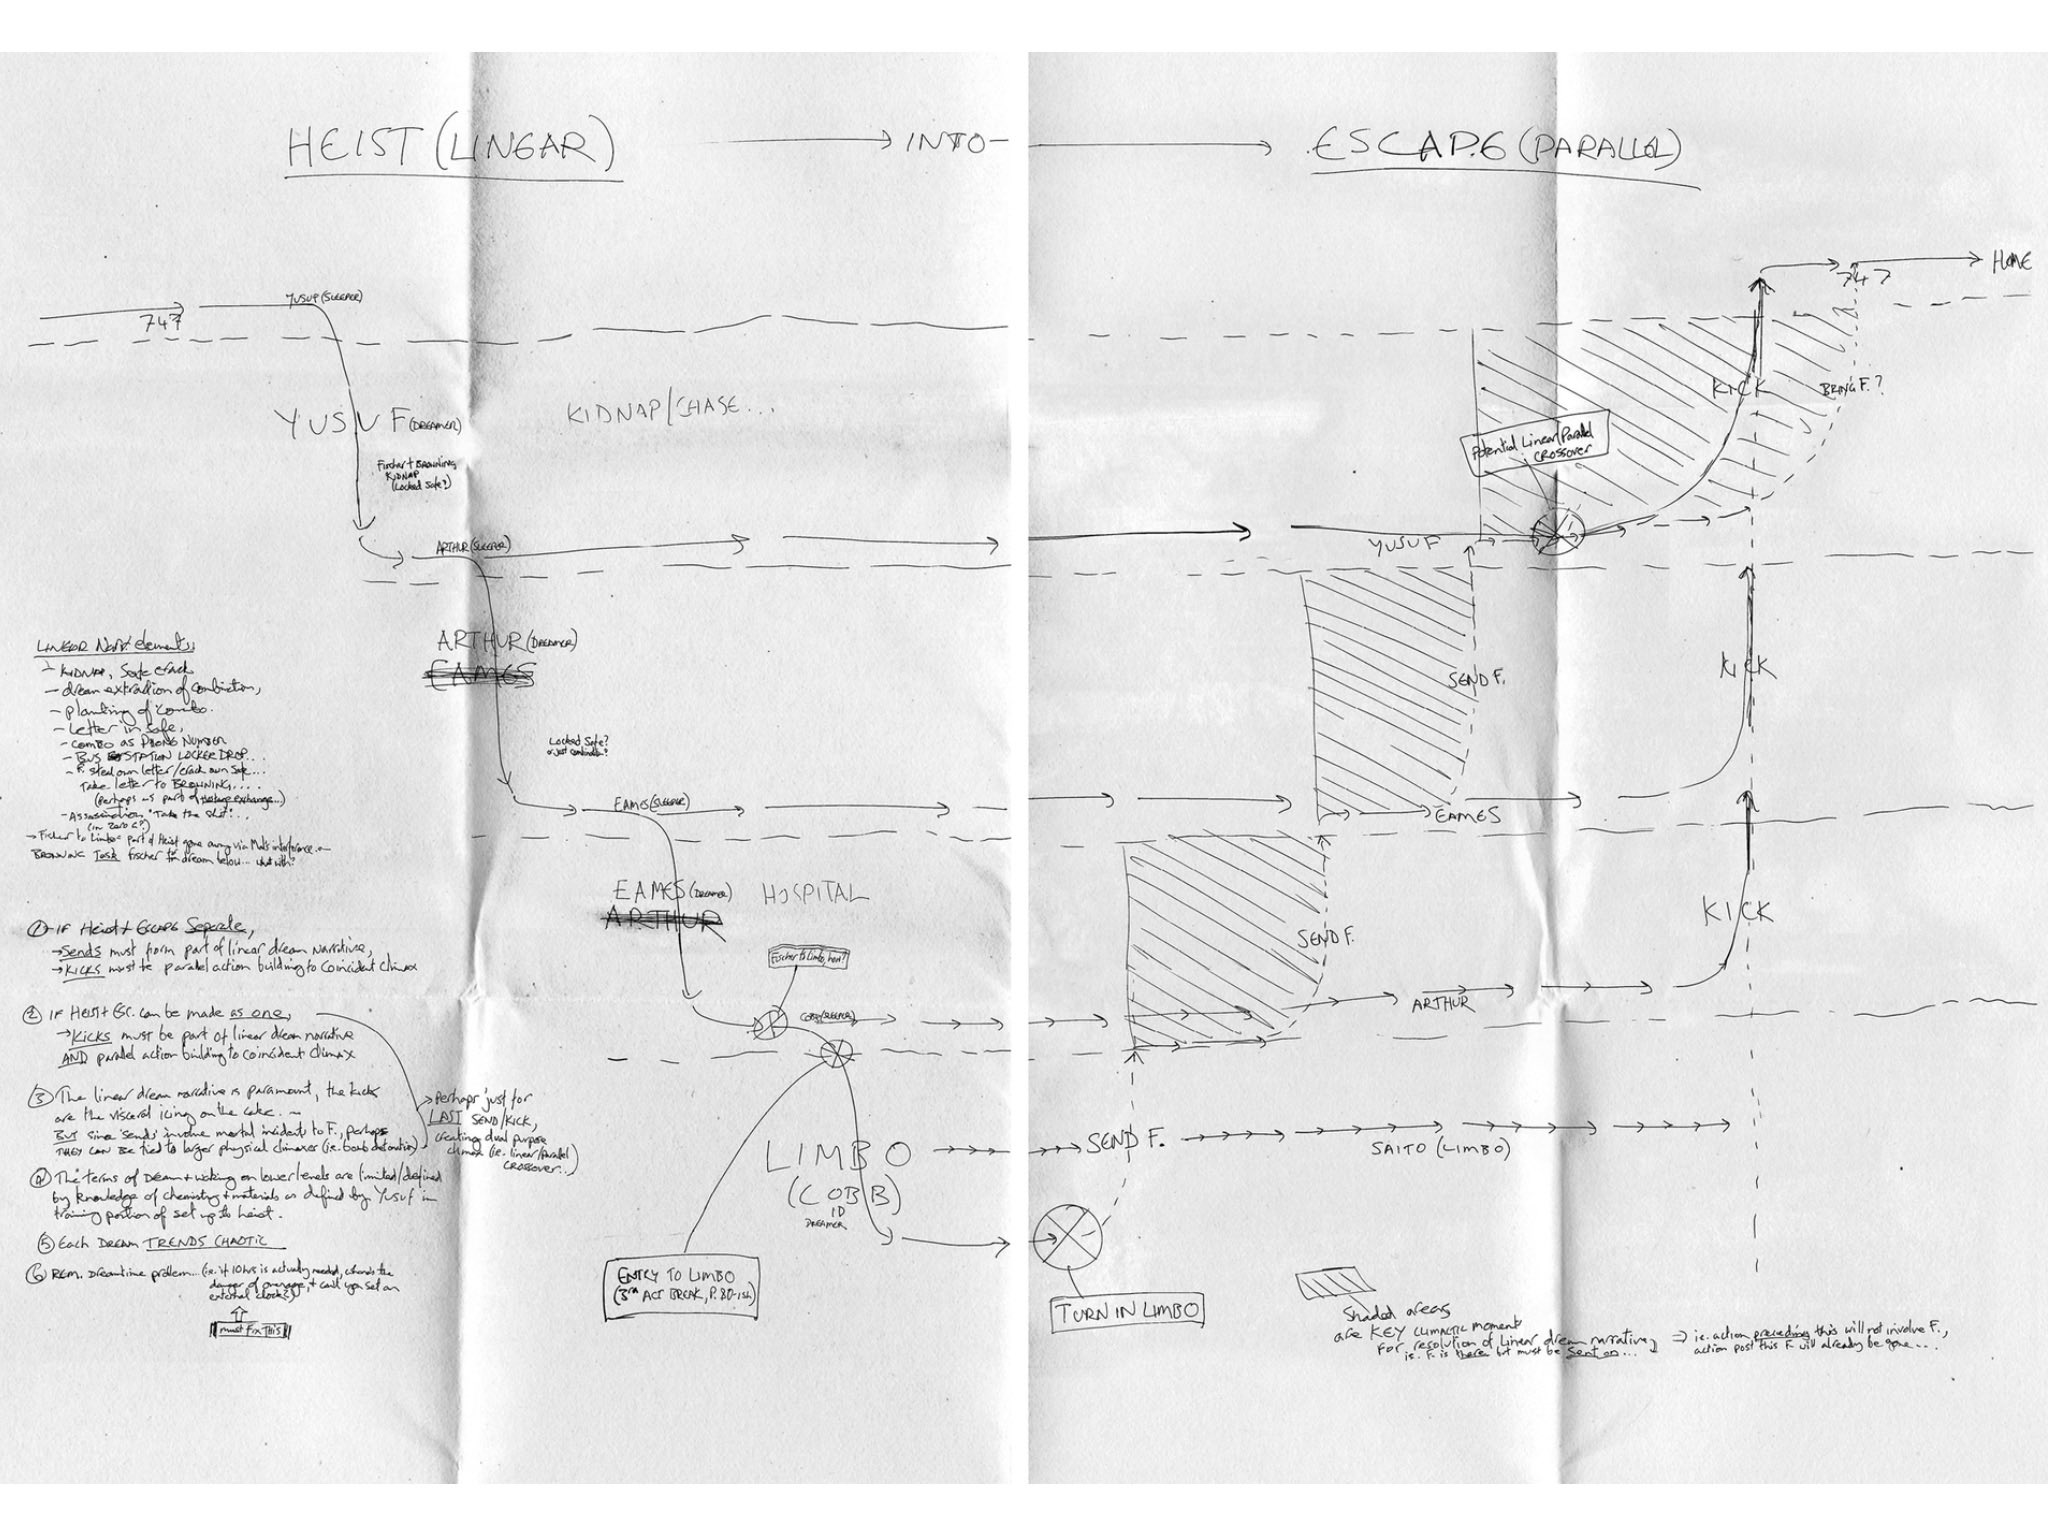 HEIST (LINEAR)
INTO
ESCAPE (PARALLEL)
747
YUSUF (SLEEPER)
YUSUF (DREAMER)
KIDNAP/CHASE...
Fischer + BROWNING
KIDNAP
(Locked Safe?)
ARTHUR (SLEEPER)
ARTHUR (DREAMER)
EAMES
Locked Safe?
or just combination?
EAMES (SLEEPER)
EAMES (DREAMER)
ARTHUR
HOSPITAL
Fischer to Limbo, here?
COBB (SLEEPER)
LIMBO
(COBB)
DREAMER
ENTRY TO LIMBO
(3RD ACT BREAK, P. 80-ish)
LINEAR Narr. elements:
- KIDNAP, Safe crack
- dream extraction of combination,
- planting of combo.
- Letter in safe,
- COMBO as PHONE NUMBER
- BUS STATION LOCKER DROP...
- F. steal own letter/crack own safe...
Take letter to BROWNING....
(perhaps as part of hostage exchange...)
- Assassination "Take the shot"...
(in Zero G?)
→ Fischer to Limbo = part of Heist gone awry via Mal's interference
BROWNING Task Fischer for dream below... what with?
① IF Heist + ESCAPE Separate,
→ Sends must form part of linear dream narrative,
→ KICKS must be parallel action building to coincident climax
② IF HEIST + ESC. can be made as one,
→ KICKS must be part of linear dream narrative
AND parallel action building to coincident climax
③ The linear dream narrative is paramount, the kicks
are the visceral icing on the cake.
BUT since 'sends' involve mortal incidents to F., perhaps
THEY CAN BE tied to larger physical climaxes (i.e. bomb detonation)
→ Perhaps just for
LAST SEND/KICK,
creating dual purpose
climax (i.e. linear/parallel
CROSSOVER..)
④ The terms of Dream + waking on lower levels are limited/defined
by knowledge of chemistry + materials as defined by Yusuf in
training portion of set up to heist.
⑤ Each DREAM TRENDS CHAOTIC
⑥ REM. Dreamtime problem... (i.e. if 10 hrs is actually needed, where's the
danger of overage, + can't you set an
external clock?)
must FIX THIS
HOME
747
KICK
BRING F.?
Potential Linear/Parallel
CROSSOVER
YUSUF
SEND F.
KICK
EAMES
SEND F.
KICK
ARTHUR
SEND F.
SAITO (LIMBO)
TURN IN LIMBO
Shaded areas
are KEY CLIMACTIC moments
FOR resolution of Linear dream narrative,
i.e. F. is there but must be sent on...
⇒ i.e. action preceding this will not involve F.,
action post this F. will already be gone....